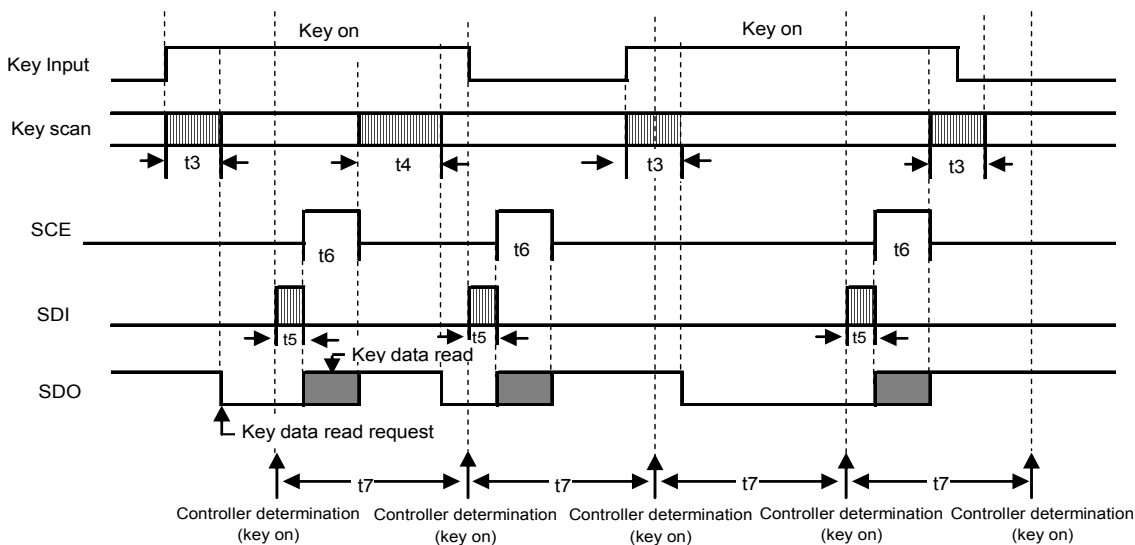 Key on
Key on
Key Input
Key scan
t3
t4
t3
t3
SCE
t6
t6
t6
SDI
t5
t5
t5
Key data read
SDO
Key data read request
t7
t7
t7
t7
Controller determination
(key on)
Controller determination
(key on)
Controller determination
(key on)
Controller determination
(key on)
Controller determination
(key on)